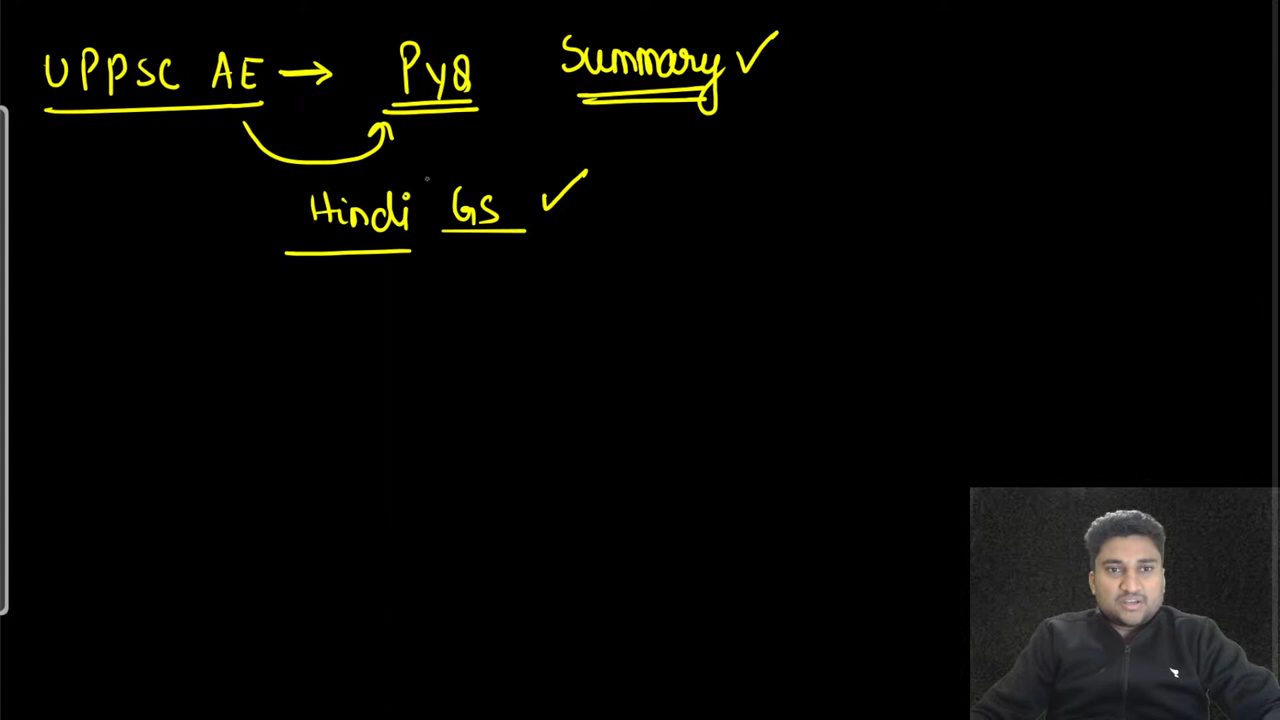 UPPSC AE → PYQ Summary ✓
Hindi GS ✓